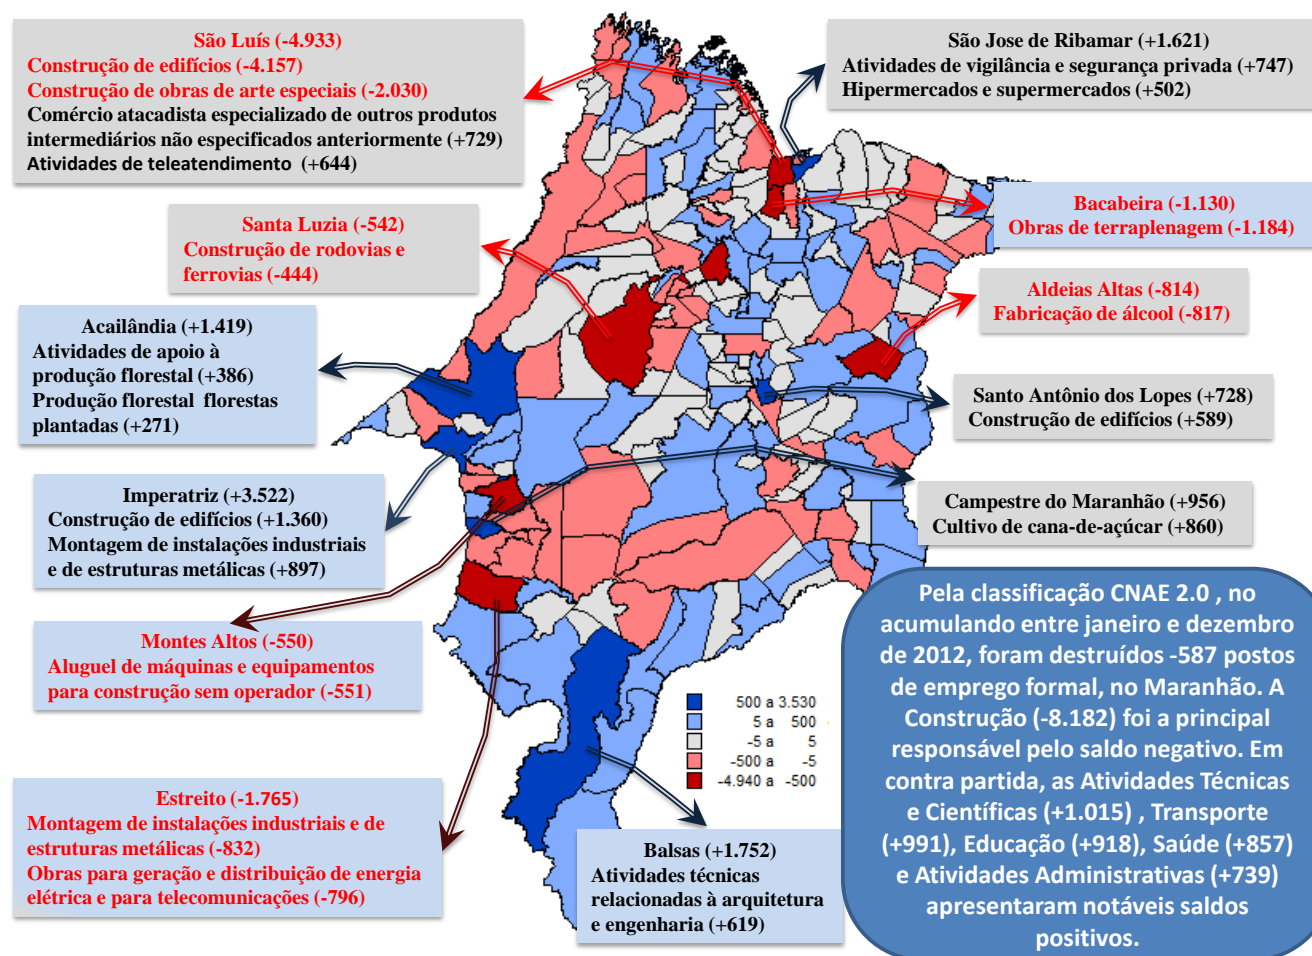 São Luís (-4.933)
Construção de edifícios (-4.157)
Construção de obras de arte especiais (-2.030)
Comércio atacadista especializado de outros produtos
intermediários não especificados anteriormente (+729)
Atividades de teleatendimento (+644)
São Jose de Ribamar (+1.621)
Atividades de vigilância e segurança privada (+747)
Hipermercados e supermercados (+502)
Santa Luzia (-542)
Construção de rodovias e
ferrovias (-444)
Bacabeira (-1.130)
Obras de terraplenagem (-1.184)
Aldeias Altas (-814)
Fabricação de álcool (-817)
Acailândia (+1.419)
Atividades de apoio à
produção florestal (+386)
Produção florestal florestas
plantadas (+271)
Santo Antônio dos Lopes (+728)
Construção de edifícios (+589)
Imperatriz (+3.522)
Construção de edifícios (+1.360)
Montagem de instalações industriais
e de estruturas metálicas (+897)
Campestre do Maranhão (+956)
Cultivo de cana-de-açúcar (+860)
Montes Altos (-550)
Aluguel de máquinas e equipamentos
para construção sem operador (-551)
Estreito (-1.765)
Montagem de instalações industriais e de
estruturas metálicas (-832)
Obras para geração e distribuição de energia
elétrica e para telecomunicações (-796)
Balsas (+1.752)
Atividades técnicas
relacionadas à arquitetura
e engenharia (+619)
500 a 3.530
5 a 500
-5 a 5
-500 a -5
-4.940 a -500
Pela classificação CNAE 2.0 , no
acumulando entre janeiro e dezembro
de 2012, foram destruídos -587 postos
de emprego formal, no Maranhão. A
Construção (-8.182) foi a principal
responsável pelo saldo negativo. Em
contra partida, as Atividades Técnicas
e Científicas (+1.015) , Transporte
(+991), Educação (+918), Saúde (+857)
e Atividades Administrativas (+739)
apresentaram notáveis saldos
positivos.